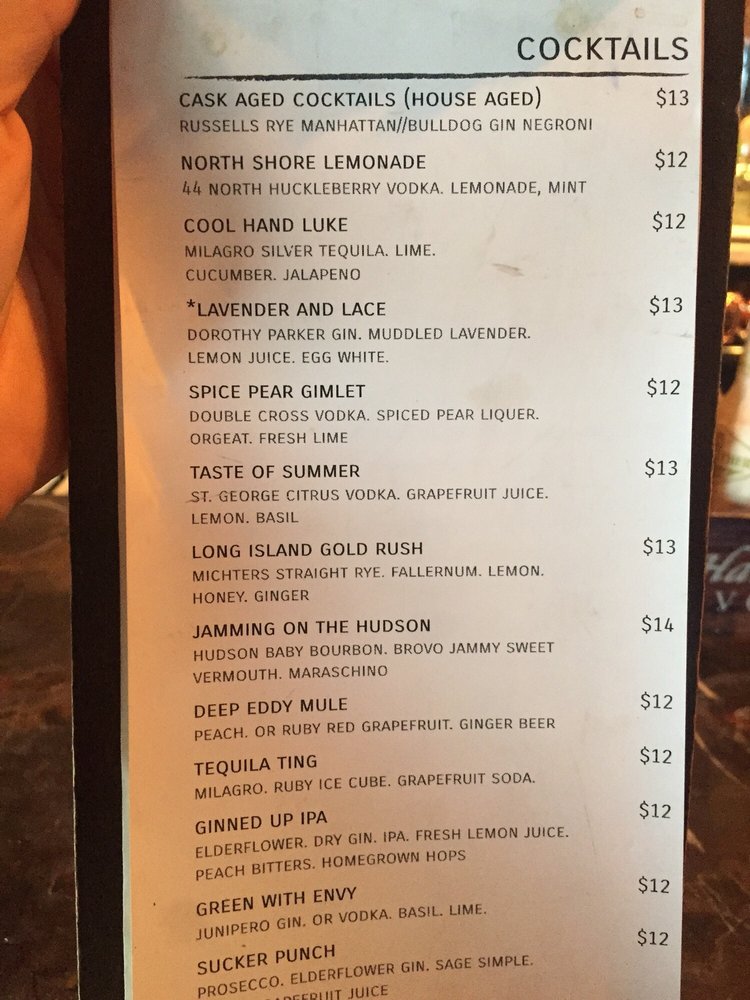 COCKTAILS
CASK AGED COCKTAILS (HOUSE AGED) $13
RUSSELLS RYE MANHATTAN//BULLDOG GIN NEGRONI
NORTH SHORE LEMONADE $12
44 NORTH HUCKLEBERRY VODKA. LEMONADE, MINT
COOL HAND LUKE $12
MILAGRO SILVER TEQUILA. LIME.
CUCUMBER. JALAPENO
*LAVENDER AND LACE $13
DOROTHY PARKER GIN. MUDDLED LAVENDER.
LEMON JUICE. EGG WHITE.
SPICE PEAR GIMLET $12
DOUBLE CROSS VODKA. SPICED PEAR LIQUER.
ORGEAT. FRESH LIME
TASTE OF SUMMER $13
ST. GEORGE CITRUS VODKA. GRAPEFRUIT JUICE.
LEMON. BASIL
LONG ISLAND GOLD RUSH $13
MICHTERS STRAIGHT RYE. FALLERNUM. LEMON.
HONEY. GINGER
JAMMING ON THE HUDSON $14
HUDSON BABY BOURBON. BROVO JAMMY SWEET
VERMOUTH. MARASCHINO
DEEP EDDY MULE $12
PEACH. OR RUBY RED GRAPEFRUIT. GINGER BEER
TEQUILA TING $12
MILAGRO. RUBY ICE CUBE. GRAPEFRUIT SODA.
GINNED UP IPA $12
ELDERFLOWER. DRY GIN. IPA. FRESH LEMON JUICE.
PEACH BITTERS. HOMEGROWN HOPS
GREEN WITH ENVY $12
JUNIPERO GIN. OR VODKA. BASIL. LIME.
SUCKER PUNCH $12
PROSECCO. ELDERFLOWER GIN. SAGE SIMPLE.
JUICE